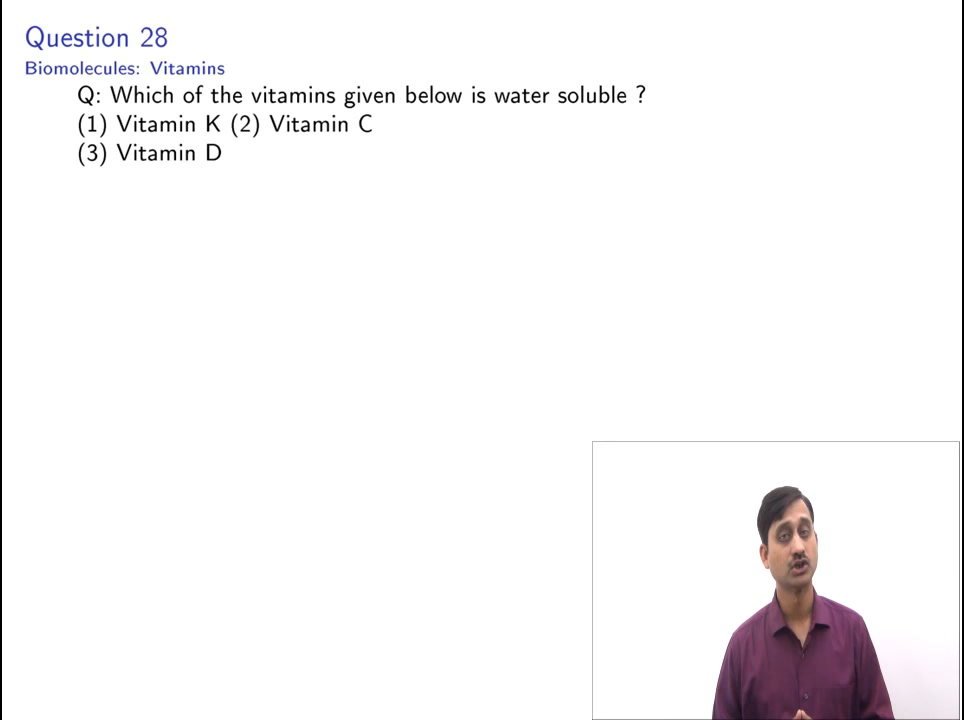 Question 28
Biomolecules: Vitamins
Q: Which of the vitamins given below is water soluble ?
(1) Vitamin K (2) Vitamin C
(3) Vitamin D